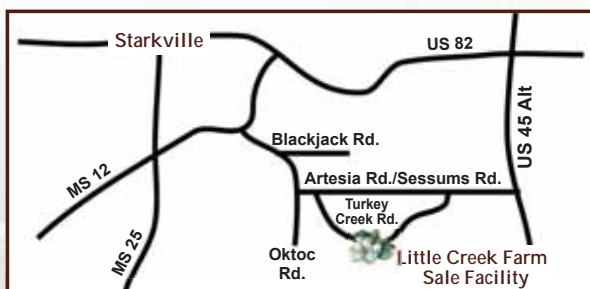 Starkville
US 82
US 45 Alt
Blackjack Rd.
MS 12
Artesia Rd./Sessums Rd.
Turkey
Creek Rd.
MS 25
Oktoc
Rd.
Little Creek Farm
Sale Facility